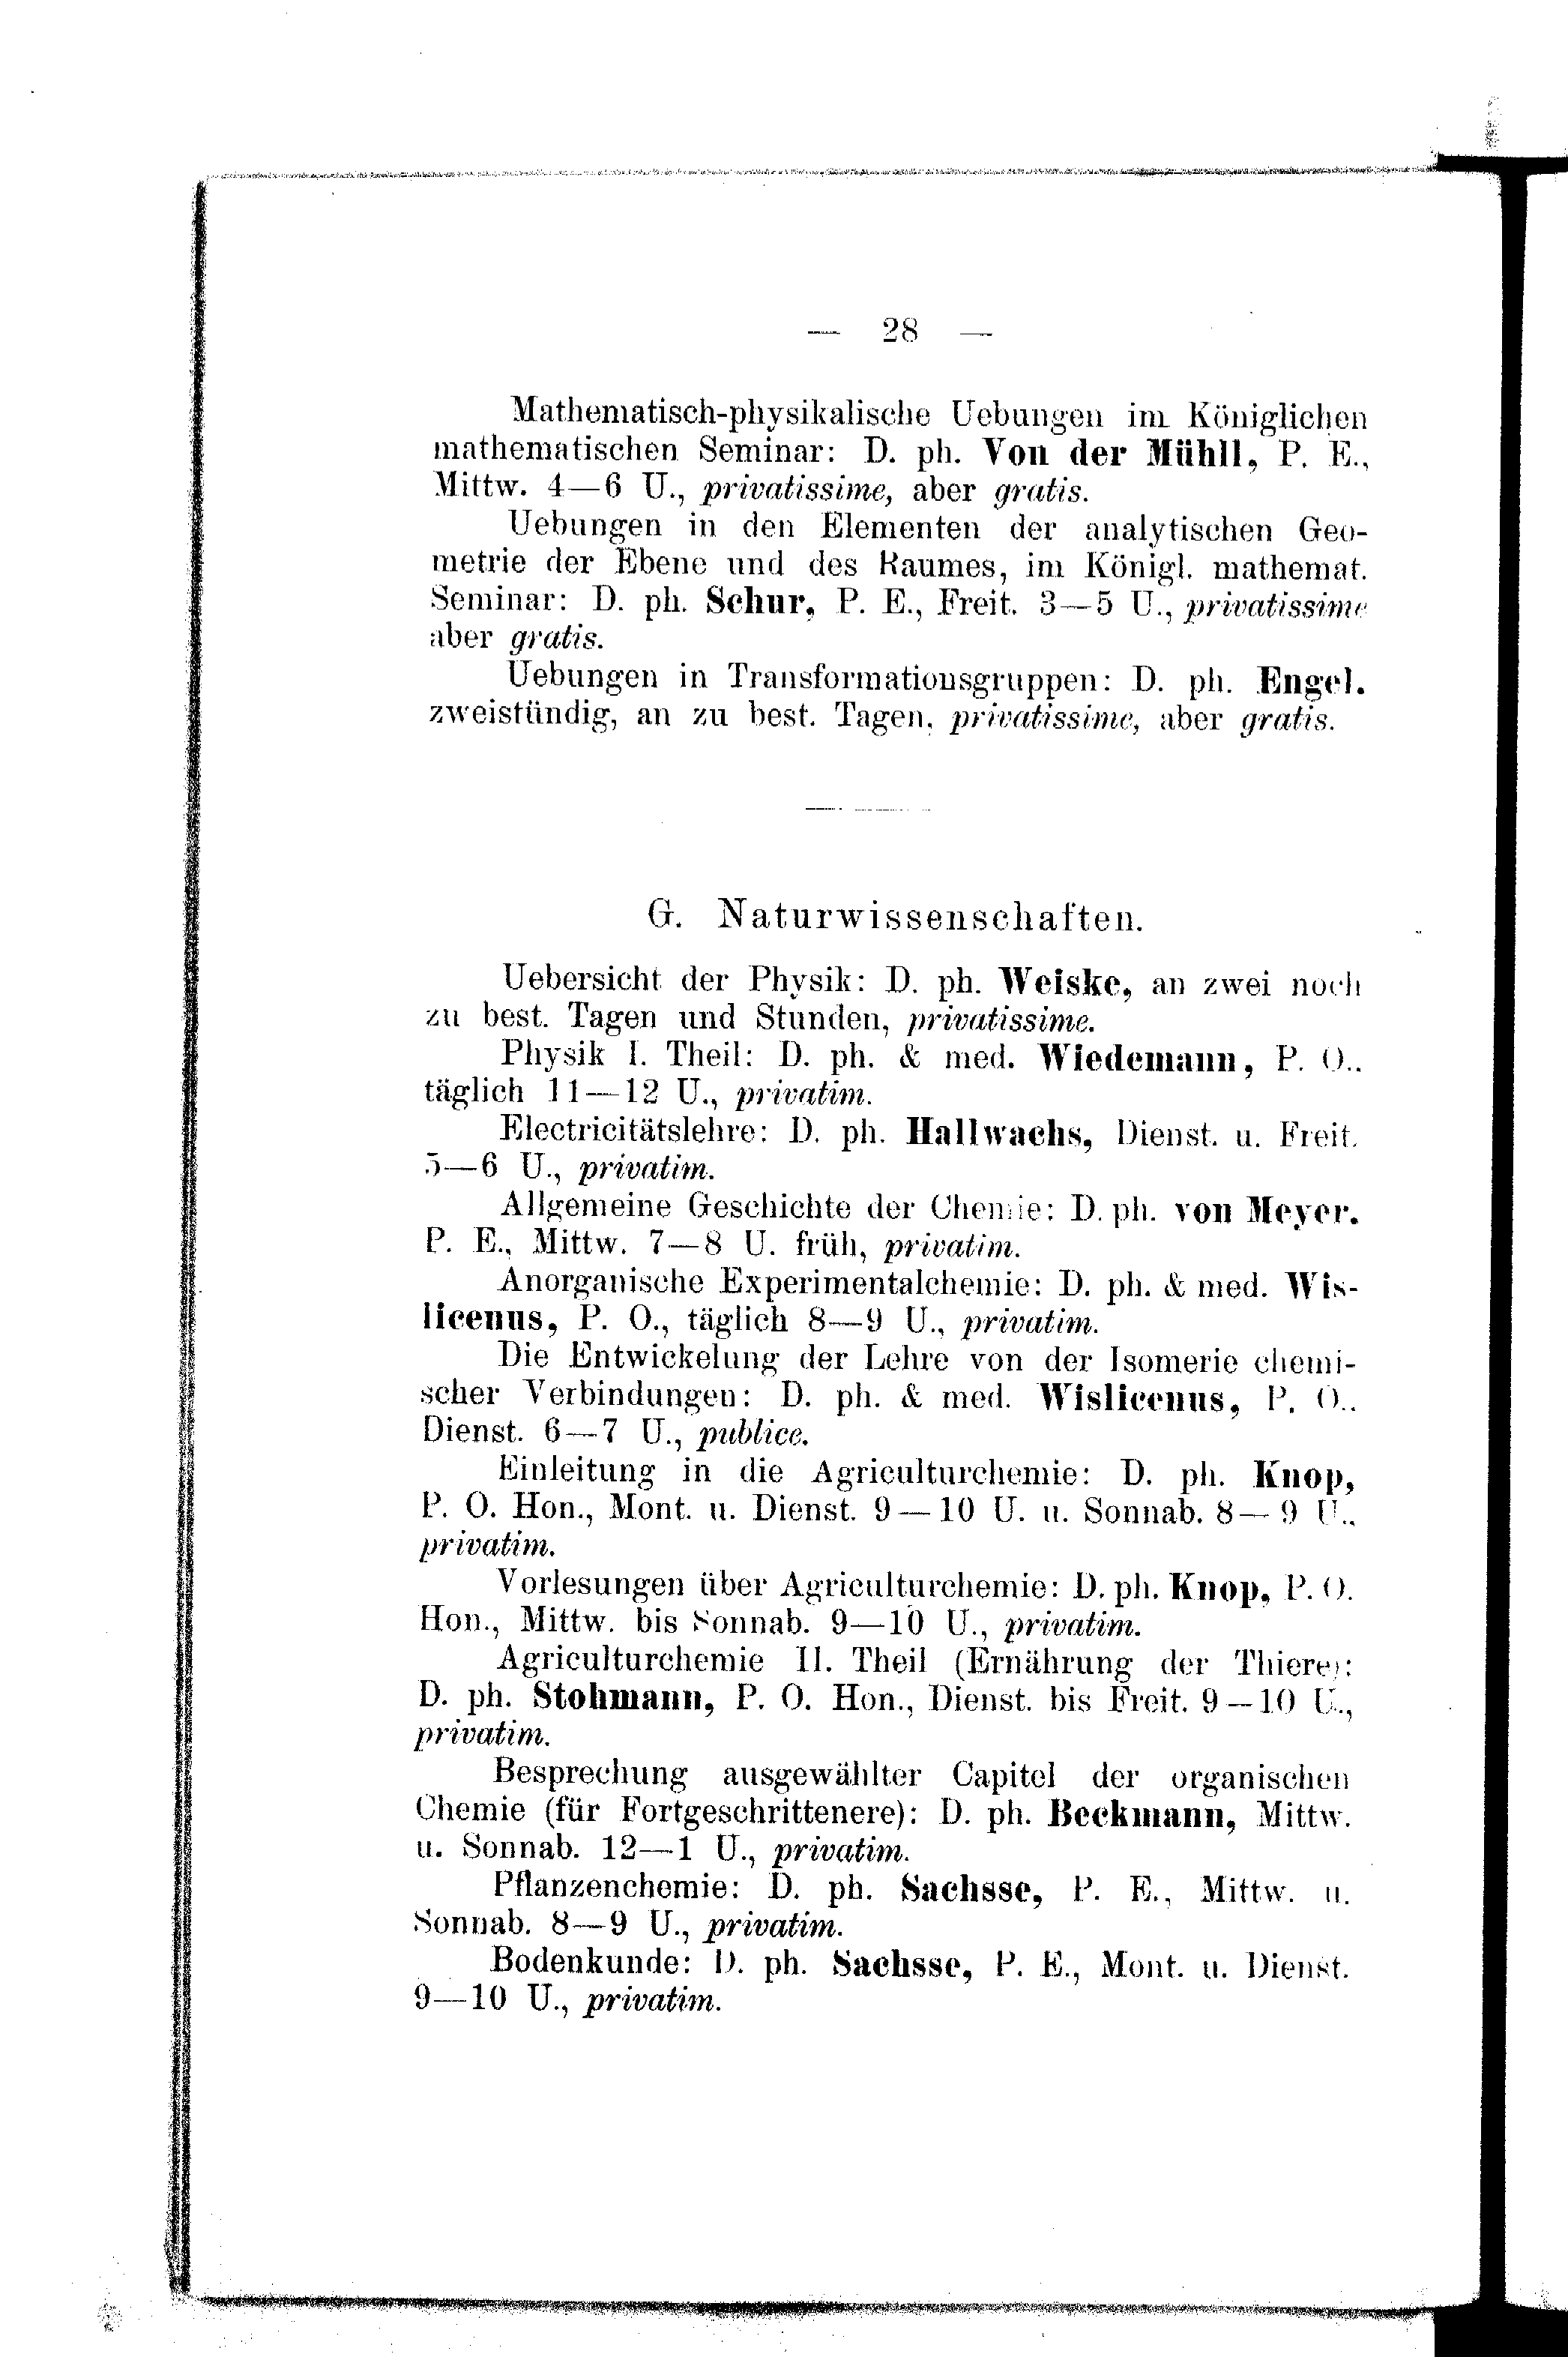 — 28 —
Mathematisch-physikalische Uebungen im Königlichen
mathematischen Seminar: D. ph. Von der Mühll, P. E.,
Mittw. 4—6 U., privatissime, aber gratis.
Uebungen in den Elementen der analytischen Geo-
metrie der Ebene und des Raumes, im Königl. mathemat.
Seminar: D. ph. Schur, P. E., Freit. 3—5 U., privatissime
aber gratis.
Uebungen in Transformationsgruppen: D. ph. Engel.
zweistündig, an zu best. Tagen, privatissime, aber gratis.
G. Naturwissenschaften.
Uebersicht der Physik: D. ph. Weiske, an zwei noch
zu best. Tagen und Stunden, privatissime.
Physik I. Theil: D. ph. & med. Wiedemann, P. O..
täglich 11—12 U., privatim.
Electricitätslehre: D. ph. Hallwachs, Dienst. u. Freit.
5—6 U., privatim.
Allgemeine Geschichte der Chemie: D. ph. von Meyer.
P. E., Mittw. 7—8 U. früh, privatim.
Anorganische Experimentalchemie: D. ph. & med. Wis-
licenus, P. O., täglich 8—9 U., privatim.
Die Entwickelung der Lehre von der Isomerie chemi-
scher Verbindungen: D. ph. & med. Wislicenus, P. O..
Dienst. 6—7 U., publice.
Einleitung in die Agriculturchemie: D. ph. Knop,
P. O. Hon., Mont. u. Dienst. 9—10 U. u. Sonnab. 8—9 U..
privatim.
Vorlesungen über Agriculturchemie: D. ph. Knop, P. O.
Hon., Mittw. bis Sonnab. 9—10 U., privatim.
Agriculturchemie II. Theil (Ernährung der Thiere):
D. ph. Stohmann, P. O. Hon., Dienst. bis Freit. 9—10 U.,
privatim.
Besprechung ausgewählter Capitel der organischen
Chemie (für Fortgeschrittenere): D. ph. Beckmann, Mittw.
u. Sonnab. 12—1 U., privatim.
Pflanzenchemie: D. ph. Sachsse, P. E., Mittw. u.
Sonnab. 8—9 U., privatim.
Bodenkunde: D. ph. Sachsse, P. E., Mont. u. Dienst.
9—10 U., privatim.